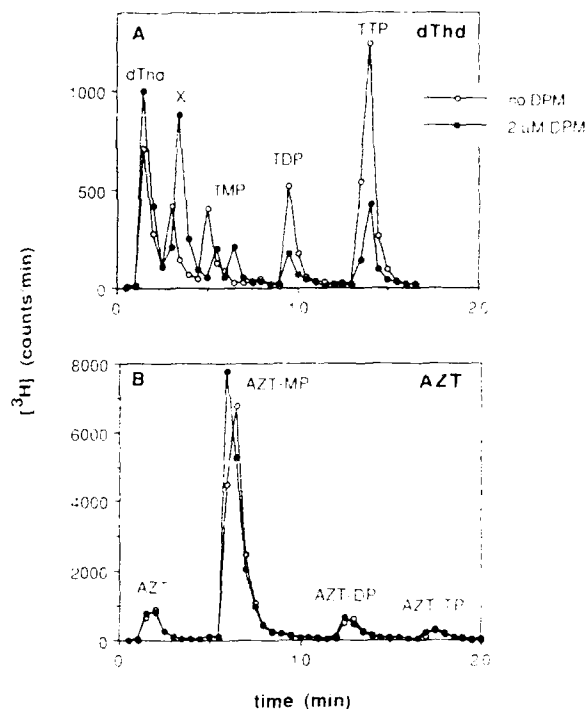 A
dThd
TTP
dThd
X
TMP
TDP
no DPM
2 uM DPM
1000
500
0
0
10
20
[³H] (counts min)
B
AZT
AZT-MP
AZT
AZT-DP
AZT-TP
8000
6000
4000
2000
0
0
10
20
time (min)